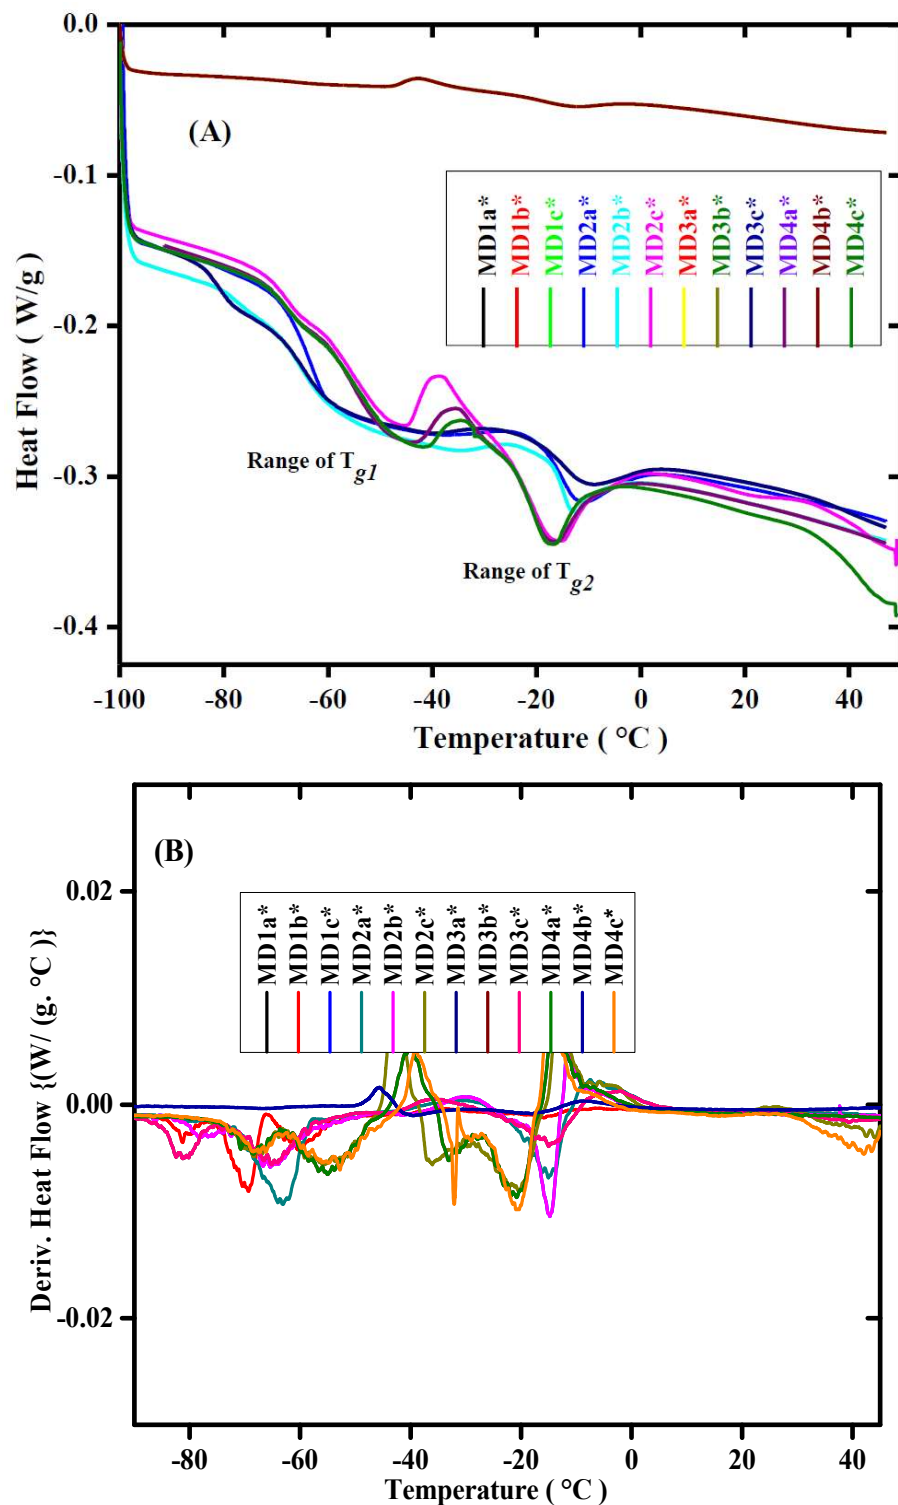 0.0
-0.1
-0.2
-0.3
-0.4
Heat Flow ( W/g )
(A)
MD1a*
MD1b*
MD1c*
MD2a*
MD2b*
MD2c*
MD3a*
MD3b*
MD3c*
MD4a*
MD4b*
MD4c*
Range of Tg1
Range of Tg2
-100 -80 -60 -40 -20 0 20 40
Temperature ( °C )
(B)
0.02
0.00
-0.02
Deriv. Heat Flow {(W/ (g. °C )}
MD1a*
MD1b*
MD1c*
MD2a*
MD2b*
MD2c*
MD3a*
MD3b*
MD3c*
MD4a*
MD4b*
MD4c*
-80 -60 -40 -20 0 20 40
Temperature ( °C )